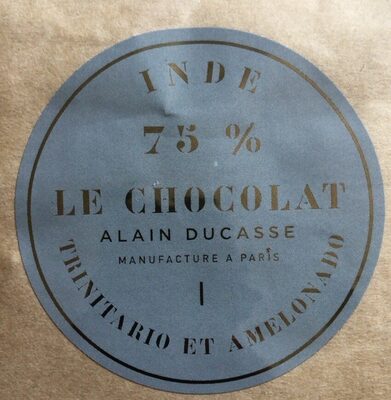 INDE
75 %
LE CHOCOLAT
ALAIN DUCASSE
MANUFACTURE A PARIS
TRINITARIO ET AMELONADO